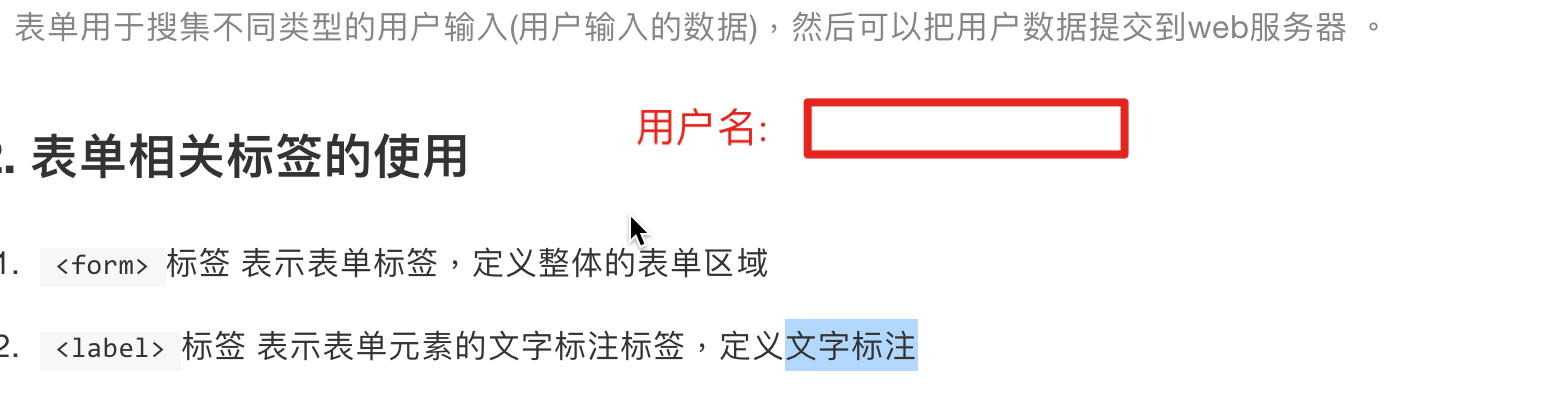 表单用于搜集不同类型的用户输入(用户输入的数据)，然后可以把用户数据提交到web服务器 。
用户名:
2. 表单相关标签的使用
1. <form> 标签 表示表单标签，定义整体的表单区域
2. <label> 标签 表示表单元素的文字标注标签，定义文字标注